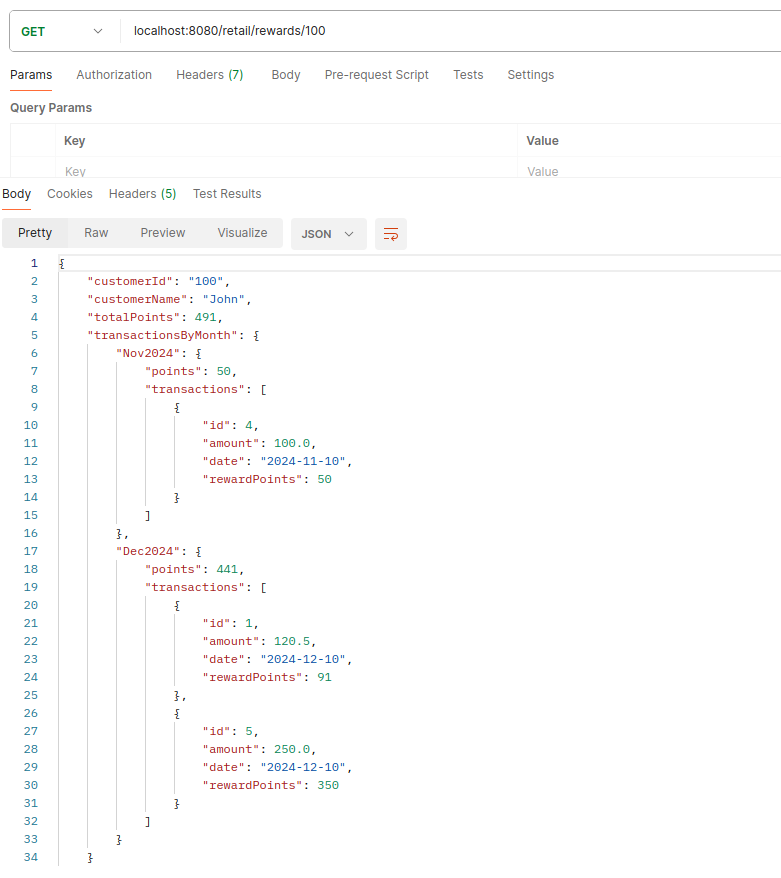 GET localhost:8080/retail/rewards/100
Params Authorization Headers (7) Body Pre-request Script Tests Settings
Query Params
Key Value
Key Value
Body Cookies Headers (5) Test Results
Pretty Raw Preview Visualize JSON
1 {
2 "customerId": "100",
3 "customerName": "John",
4 "totalPoints": 491,
5 "transactionsByMonth": {
6 "Nov2024": {
7 "points": 50,
8 "transactions": [
9 {
10 "id": 4,
11 "amount": 100.0,
12 "date": "2024-11-10",
13 "rewardPoints": 50
14 }
15 ]
16 },
17 "Dec2024": {
18 "points": 441,
19 "transactions": [
20 {
21 "id": 1,
22 "amount": 120.5,
23 "date": "2024-12-10",
24 "rewardPoints": 91
25 },
26 {
27 "id": 5,
28 "amount": 250.0,
29 "date": "2024-12-10",
30 "rewardPoints": 350
31 }
32 ]
33 }
34 }